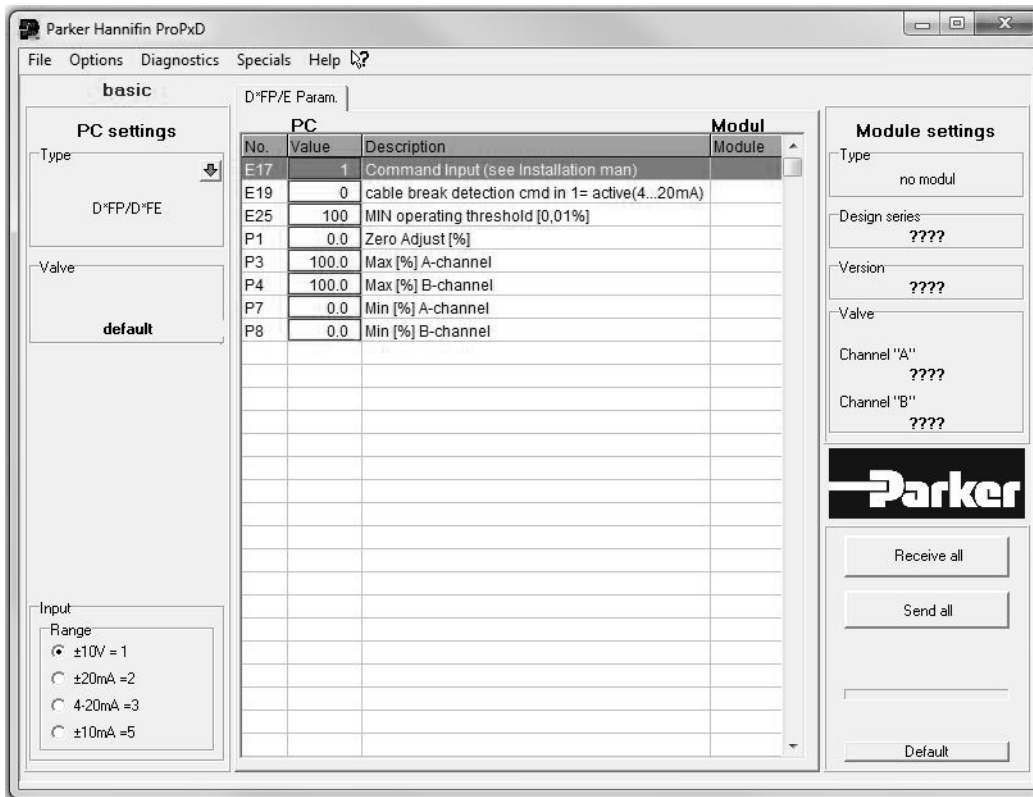 Parker Hannifin ProPxD
File Options Diagnostics Specials Help ?
basic
PC settings
Type
D*FP/D*FE
Valve
default
Input
Range
±10V = 1
±20mA =2
4-20mA =3
±10mA =5
D*FP/E Param.
PC Modul
No. Value Description Module
E17 1 Command Input (see Installation man)
E19 0 cable break detection cmd in 1= active(4...20mA)
E25 100 MIN operating threshold [0,01%]
P1 0.0 Zero Adjust [%]
P3 100.0 Max [%] A-channel
P4 100.0 Max [%] B-channel
P7 0.0 Min [%] A-channel
P8 0.0 Min [%] B-channel
Module settings
Type
no modul
Design series
????
Version
????
Valve
Channel "A"
????
Channel "B"
????
Parker
Receive all
Send all
Default